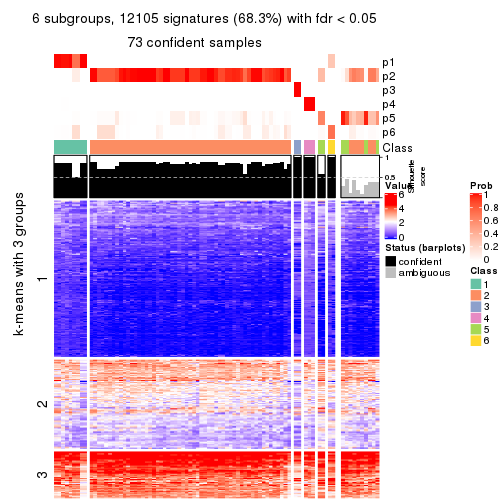 6 subgroups, 12105 signatures (68.3%) with fdr < 0.05
73 confident samples
p1
p2
p3
p4
p5
p6
Class
1
0.5
0
Silhouette
score
k-means with 3 groups
1
2
3
Value
6
4
2
0
Status (barplots)
confident
ambiguous
Prob
1
0.8
0.6
0.4
0.2
0
Class
1
2
3
4
5
6